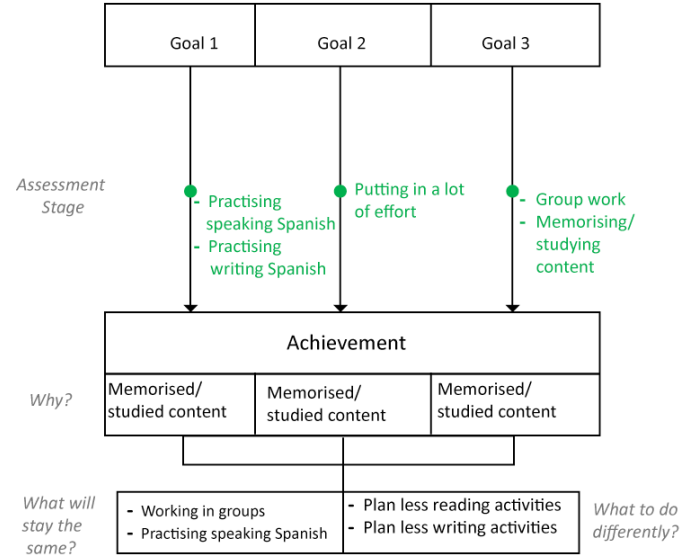 Goal 1 Goal 2 Goal 3
Assessment
Stage
- Practising
speaking Spanish
- Practising
writing Spanish
Putting in a lot
of effort
- Group work
- Memorising/
studying
content
Achievement
Why?
Memorised/
studied content
Memorised/
studied content
Memorised/
studied content
What will
stay the
same?
- Working in groups
- Practising speaking Spanish
- Plan less reading activities
- Plan less writing activities
What to do
differently?